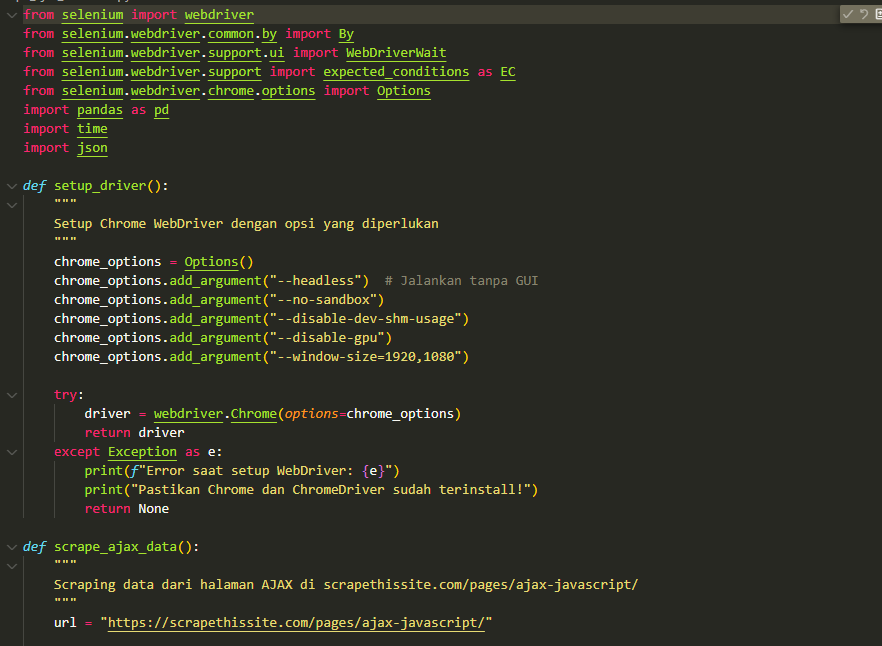 from selenium import webdriver
from selenium.webdriver.common.by import By
from selenium.webdriver.support.ui import WebDriverWait
from selenium.webdriver.support import expected_conditions as EC
from selenium.webdriver.chrome.options import Options
import pandas as pd
import time
import json

def setup_driver():
    """
    Setup Chrome WebDriver dengan opsi yang diperlukan
    """
    chrome_options = Options()
    chrome_options.add_argument("--headless")  # Jalankan tanpa GUI
    chrome_options.add_argument("--no-sandbox")
    chrome_options.add_argument("--disable-dev-shm-usage")
    chrome_options.add_argument("--disable-gpu")
    chrome_options.add_argument("--window-size=1920,1080")

    try:
        driver = webdriver.Chrome(options=chrome_options)
        return driver
    except Exception as e:
        print(f"Error saat setup WebDriver: {e}")
        print("Pastikan Chrome dan ChromeDriver sudah terinstall!")
        return None

def scrape_ajax_data():
    """
    Scraping data dari halaman AJAX di scrapethissite.com/pages/ajax-javascript/
    """
    url = "https://scrapethissite.com/pages/ajax-javascript/"